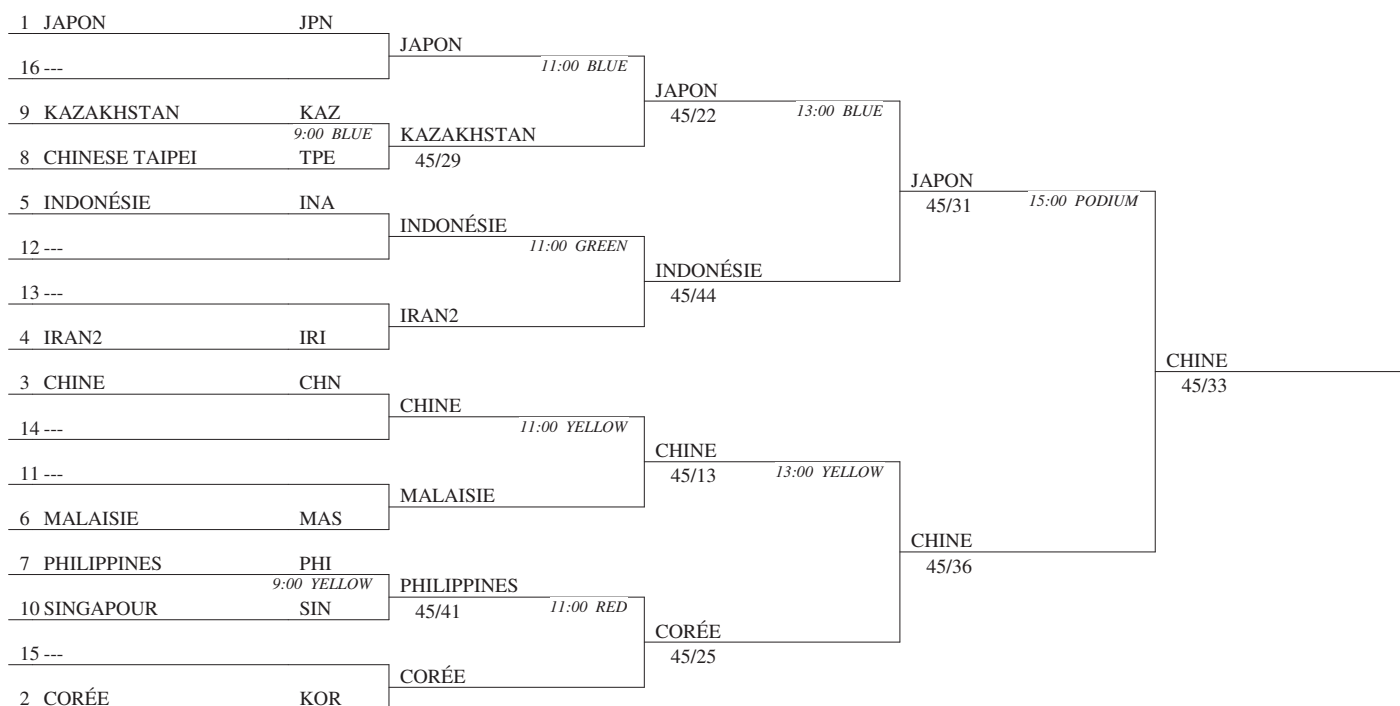 1 JAPON JPN
16 ---
9 KAZAKHSTAN KAZ
9:00 BLUE
8 CHINESE TAIPEI TPE
5 INDONÉSIE INA
12 ---
13 ---
4 IRAN2 IRI
3 CHINE CHN
14 ---
11 ---
6 MALAISIE MAS
7 PHILIPPINES PHI
9:00 YELLOW
10 SINGAPOUR SIN
15 ---
2 CORÉE KOR
JAPON
11:00 BLUE
KAZAKHSTAN
45/29
INDONÉSIE
11:00 GREEN
IRAN2
CHINE
11:00 YELLOW
MALAISIE
PHILIPPINES
45/41 11:00 RED
CORÉE
JAPON
45/22 13:00 BLUE
INDONÉSIE
45/44
CHINE
45/13 13:00 YELLOW
CORÉE
45/25
JAPON
45/31 15:00 PODIUM
CHINE
45/36
CHINE
45/33